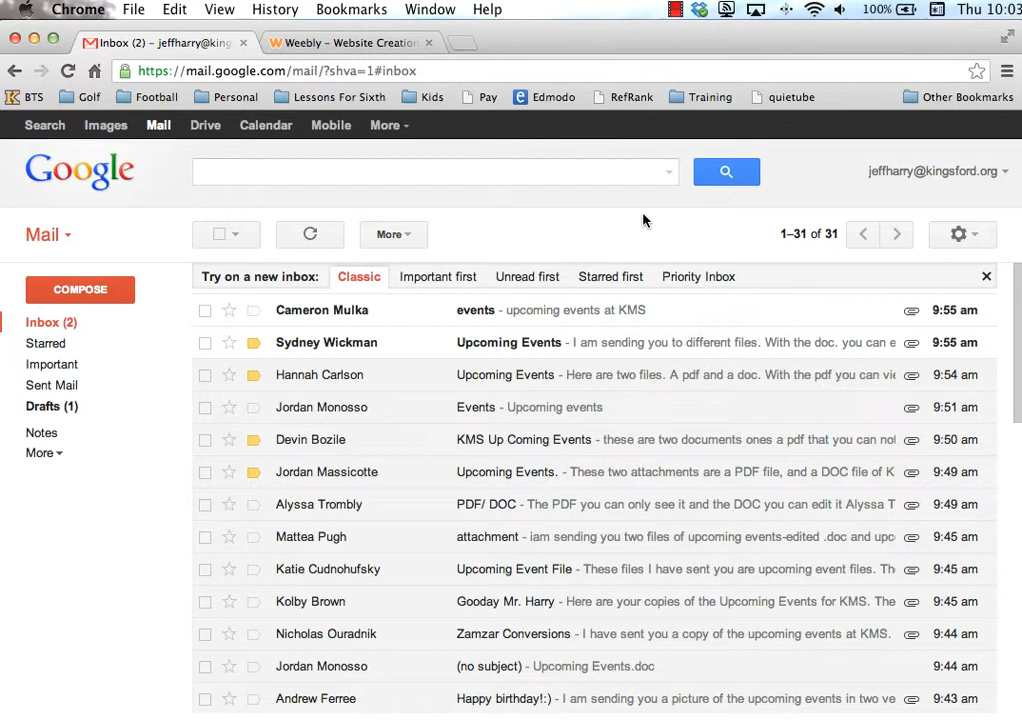 Chrome File Edit View History Bookmarks Window Help 100% Thu 10:03
Inbox (2) – jeffharry@king Weebly - Website Creation
https://mail.google.com/mail/?shva=1#inbox
BTS Golf Football Personal Lessons For Sixth Kids Pay Edmodo RefRank Training quietube Other Bookmarks
Search Images Mail Drive Calendar Mobile More
Google jeffharry@kingsford.org
Mail More 1–31 of 31
Try on a new inbox: Classic Important first Unread first Starred first Priority Inbox
COMPOSE
Inbox (2)
Starred
Important
Sent Mail
Drafts (1)
Notes
More
Cameron Mulka events - upcoming events at KMS 9:55 am
Sydney Wickman Upcoming Events - I am sending you to different files. With the doc. you can e 9:55 am
Hannah Carlson Upcoming Events - Here are two files. A pdf and a doc. With the pdf you can vie 9:54 am
Jordan Monosso Events - Upcoming events 9:51 am
Devin Bozile KMS Up Coming Events - these are two documents ones a pdf that you can not 9:50 am
Jordan Massicotte Upcoming Events. - These two attachments are a PDF file, and a DOC file of K 9:49 am
Alyssa Trombly PDF/ DOC - The PDF you can only see it and the DOC you can edit it Alyssa T 9:49 am
Mattea Pugh attachment - iam sending you two files of upcoming events-edited .doc and upc 9:45 am
Katie Cudnohufsky Upcoming Event File - These files I have sent you are upcoming event files. Th 9:45 am
Kolby Brown Gooday Mr. Harry - Here are your copies of the Upcoming Events for KMS. The 9:45 am
Nicholas Ouradnik Zamzar Conversions - I have sent you a copy of the upcoming events at KMS. 9:44 am
Jordan Monosso (no subject) - Upcoming Events.doc 9:44 am
Andrew Ferree Happy birthday!:) - I am sending you a picture of the upcoming events in two ve 9:43 am